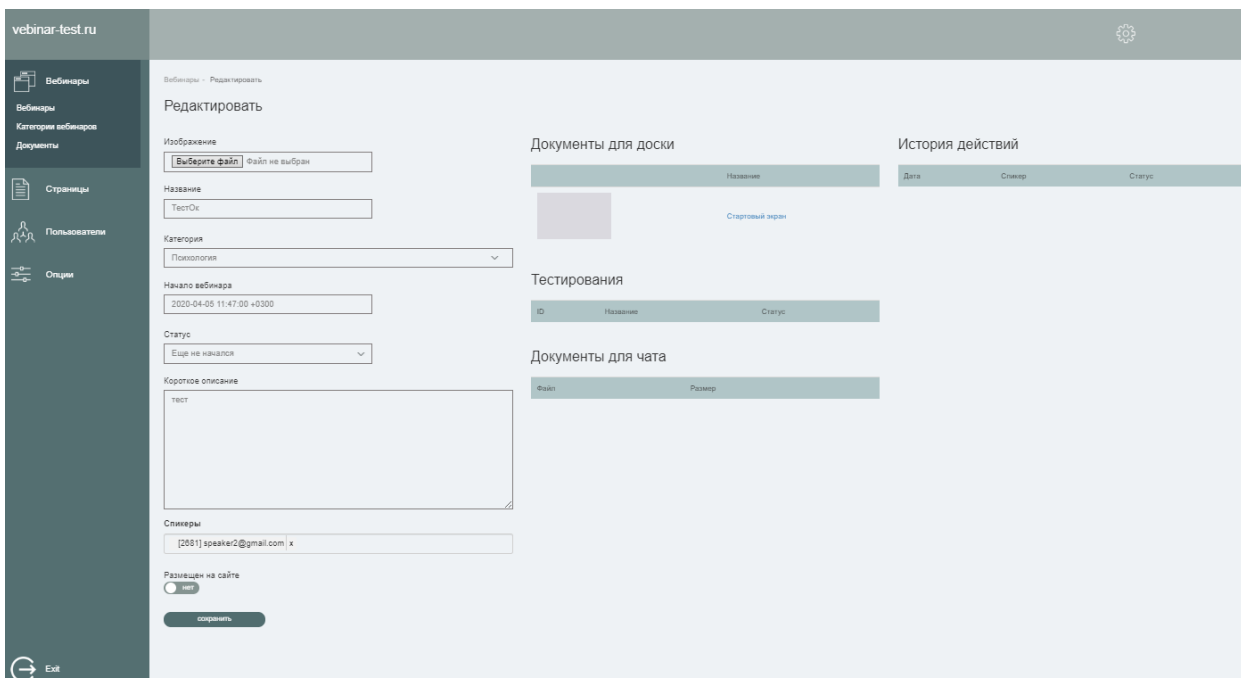 vebinar-test.ru
Вебинары
Вебинары
Категории вебинаров
Документы
Страницы
Пользователи
Опции
Exit
Вебинары - Редактировать
Редактировать
Изображение
Выберите файл Файл не выбран
Название
ТестОк
Категория
Психология
Начало вебинара
2020-04-05 11:47:00 +0300
Статус
Еще не начался
Короткое описание
тест
Спикеры
[2681] speaker2@gmail.com x
Размещен на сайте
нет
сохранить
Документы для доски
Название
Стартовый экран
Тестирования
ID Название Статус
Документы для чата
Файл Размер
История действий
Дата Спикер Статус